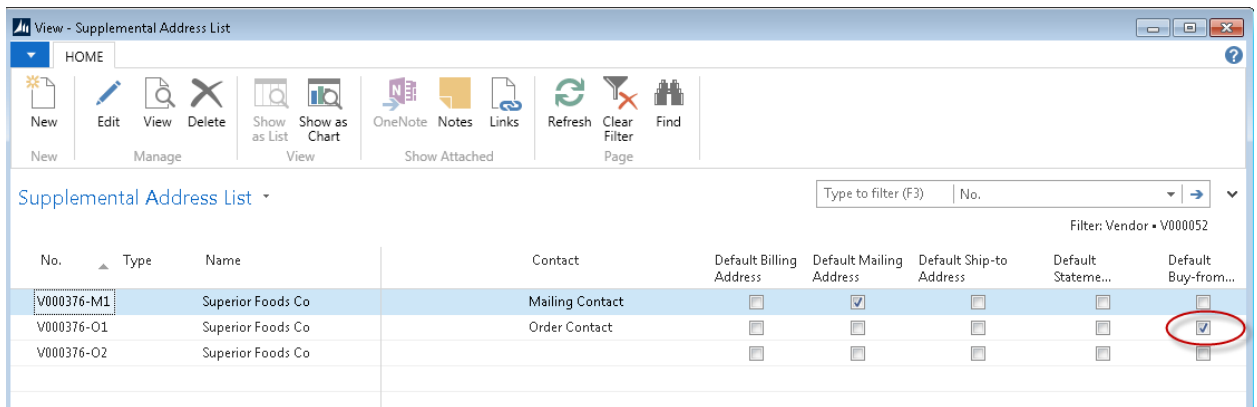 View - Supplemental Address List
HOME
New Edit View Delete Show as List Show as Chart OneNote Notes Links Refresh Clear Filter Find
New Manage View Show Attached Page
Supplemental Address List Type to filter (F3) No.
Filter: Vendor • V000052
No. Type Name Contact Default Billing Address Default Mailing Address Default Ship-to Address Default Stateme... Default Buy-from...
V000376-M1 Superior Foods Co Mailing Contact
V000376-O1 Superior Foods Co Order Contact
V000376-O2 Superior Foods Co